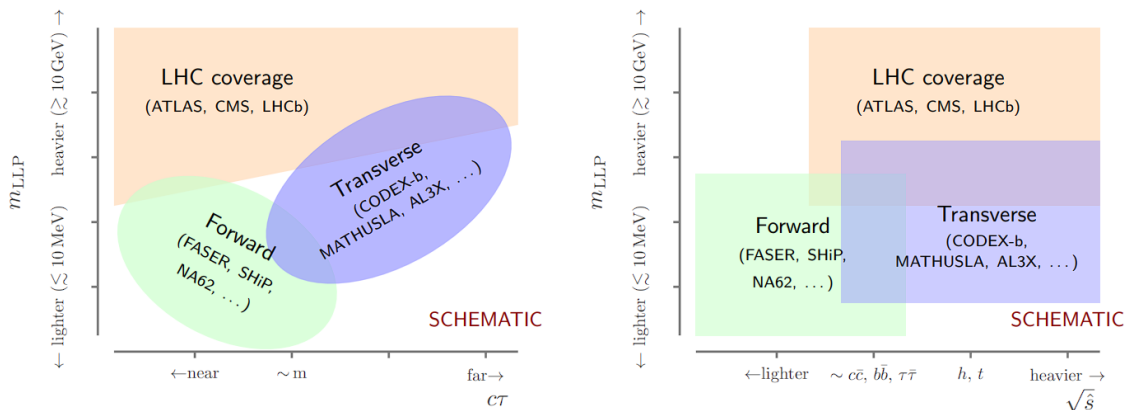 ← lighter (≲ 10 MeV) heavier (≳ 10 GeV) →
m_LLP
LHC coverage
(ATLAS, CMS, LHCb)
Transverse
(CODEX-b,
MATHUSLA, AL3X, ...)
Forward
(FASER, SHiP,
NA62, ...)
SCHEMATIC
←near ∼m far→
cτ
← lighter (≲ 10 MeV) heavier (≳ 10 GeV) →
m_LLP
LHC coverage
(ATLAS, CMS, LHCb)
Forward
(FASER, SHiP,
NA62, ...)
Transverse
(CODEX-b,
MATHUSLA, AL3X, ...)
SCHEMATIC
←lighter ∼ cc̄, bb̄, ττ̄ h, t heavier →
√ŝ